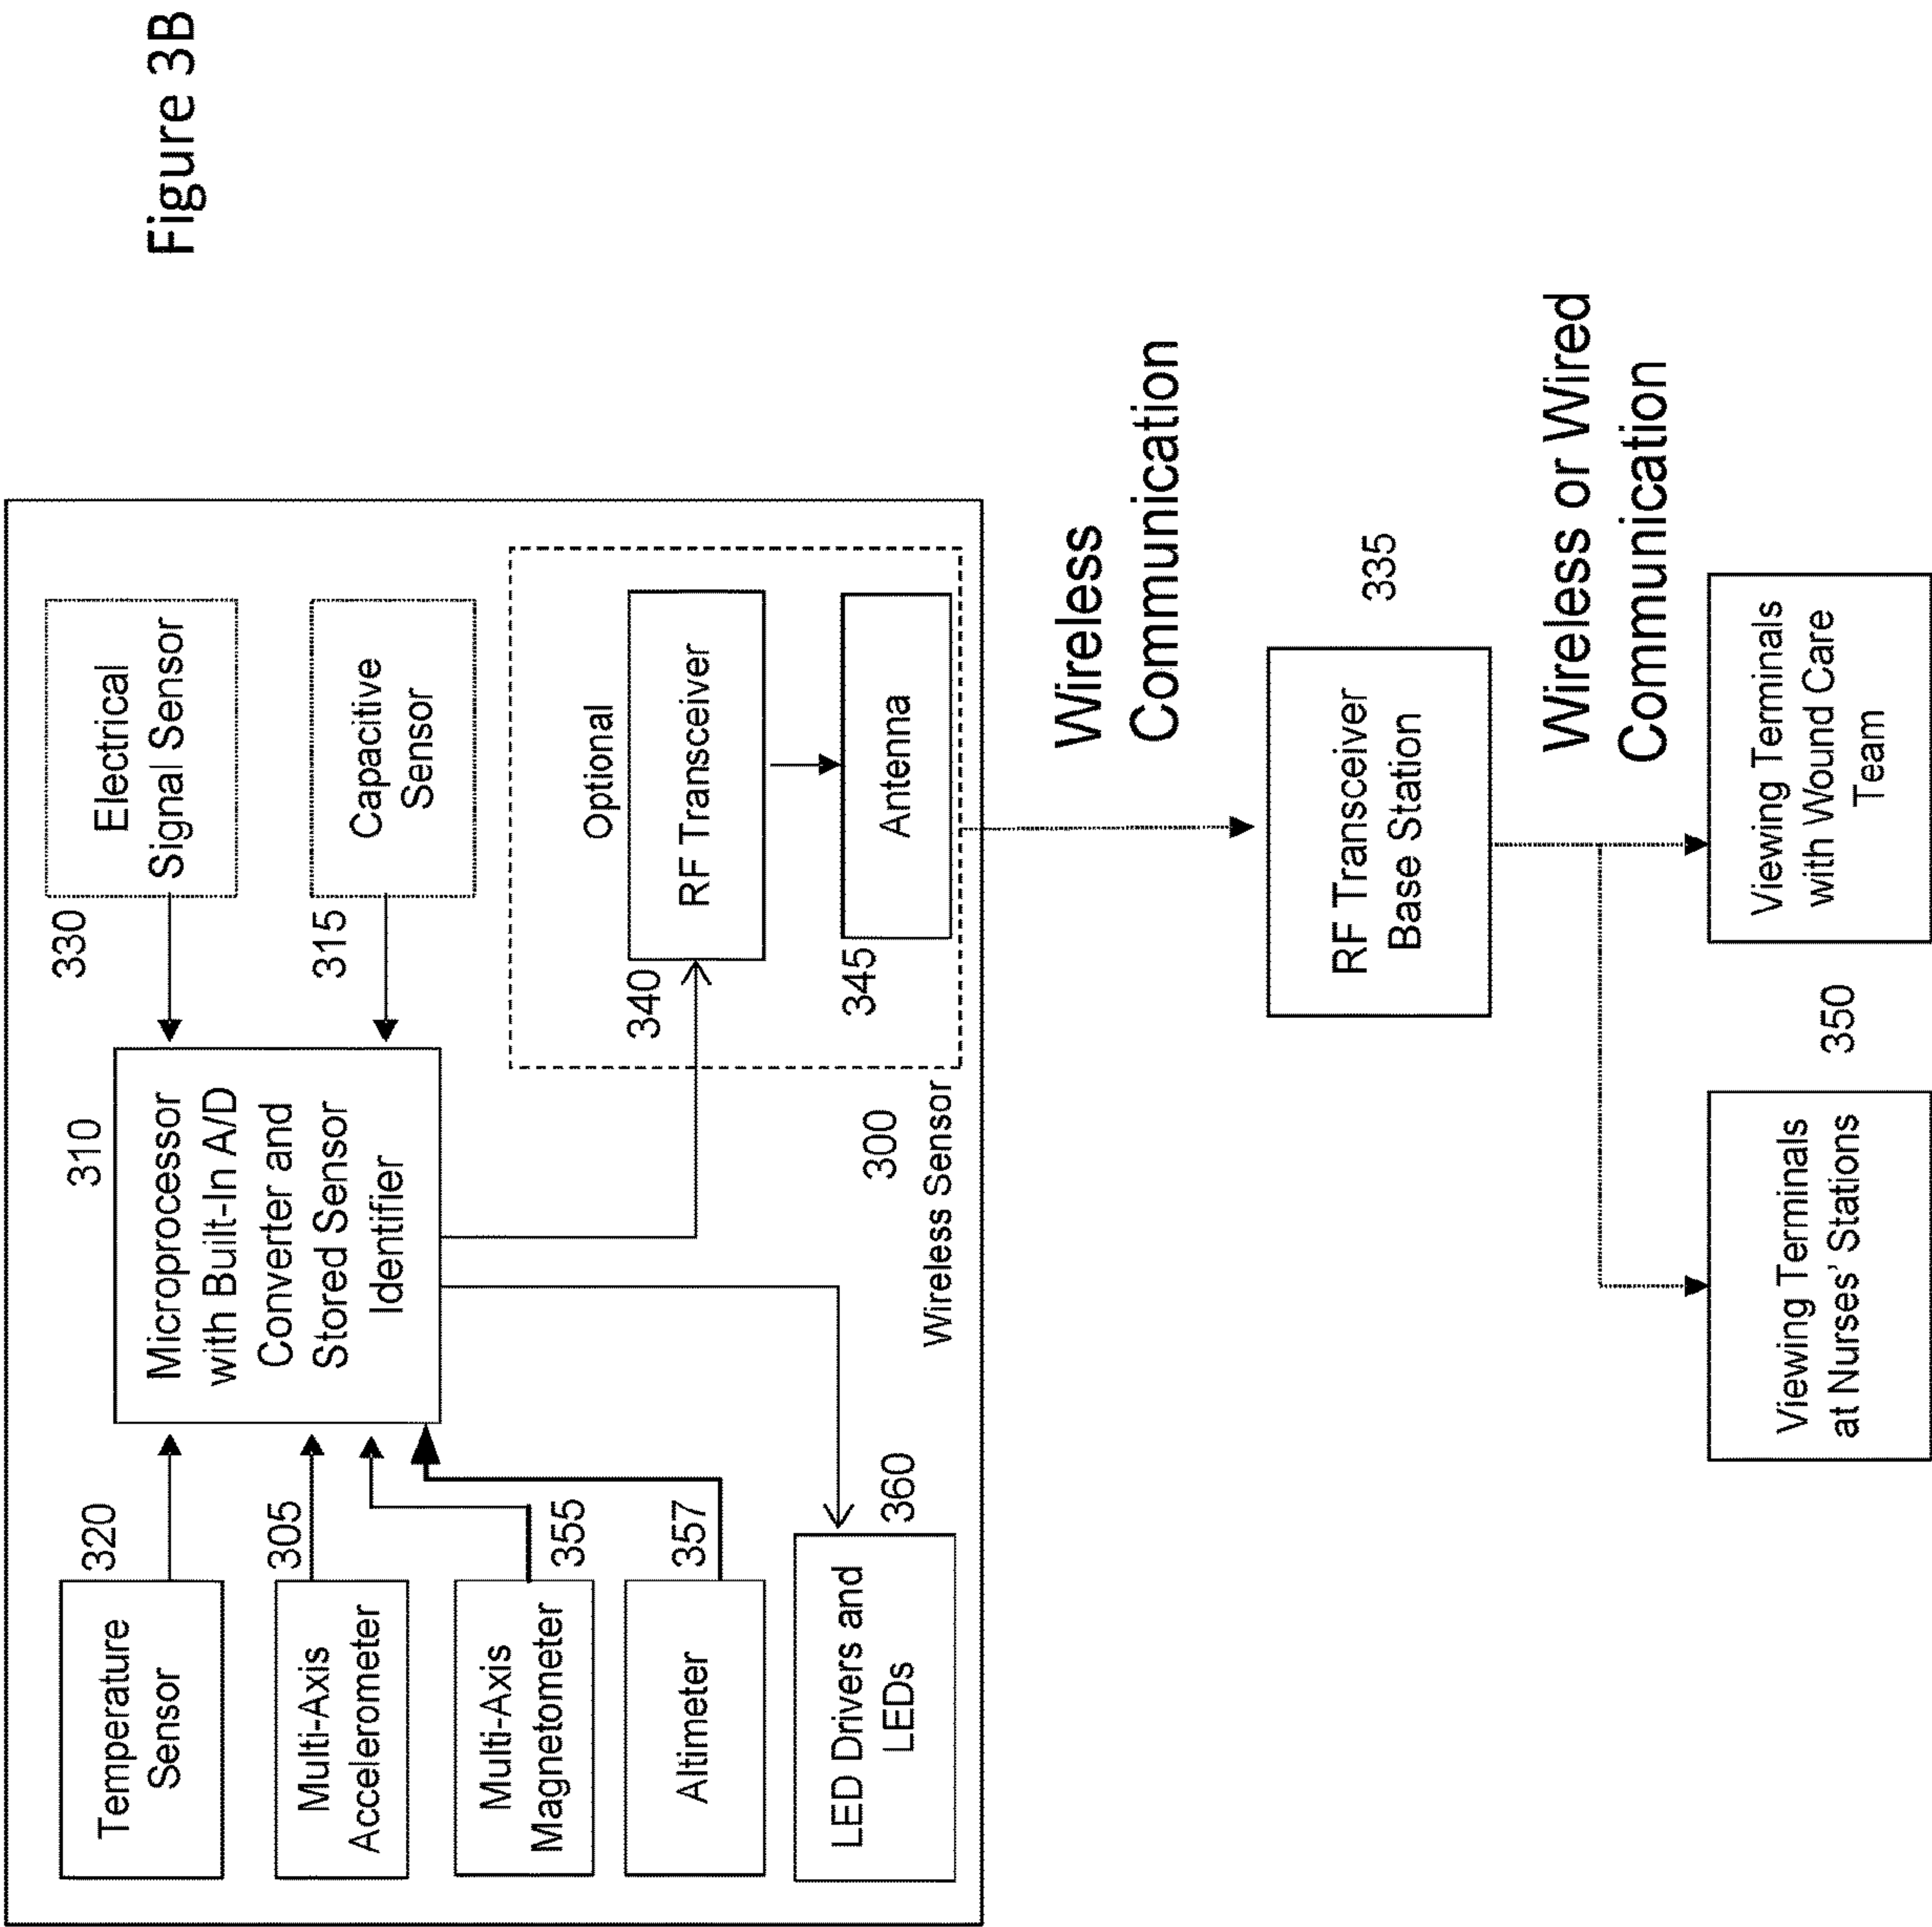 Figure 3B
Temperature
Sensor
320
Multi-Axis
Accelerometer
305
Multi-Axis
Magnetometer
355
Altimeter
357
LED Drivers and
LEDs
360
310
Microprocessor
with Built-In A/D
Converter and
Stored Sensor
Identifier
330
Electrical
Signal Sensor
315
Capacitive
Sensor
Optional
340
RF Transceiver
345
Antenna
300
Wireless Sensor
Wireless
Communication
RF Transceiver
Base Station
335
Wireless or Wired
Communication
Viewing Terminals
at Nurses' Stations
350
Viewing Terminals
with Wound Care
Team